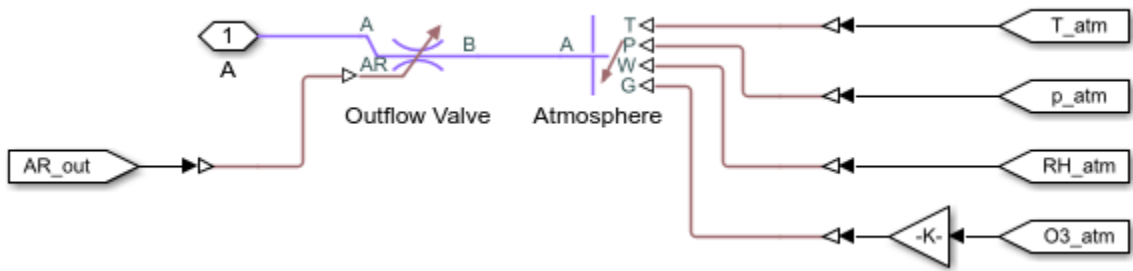 1
A
A
AR
B
A
T
P
W
G
Outflow Valve
Atmosphere
T_atm
p_atm
RH_atm
O3_atm
-K-
AR_out